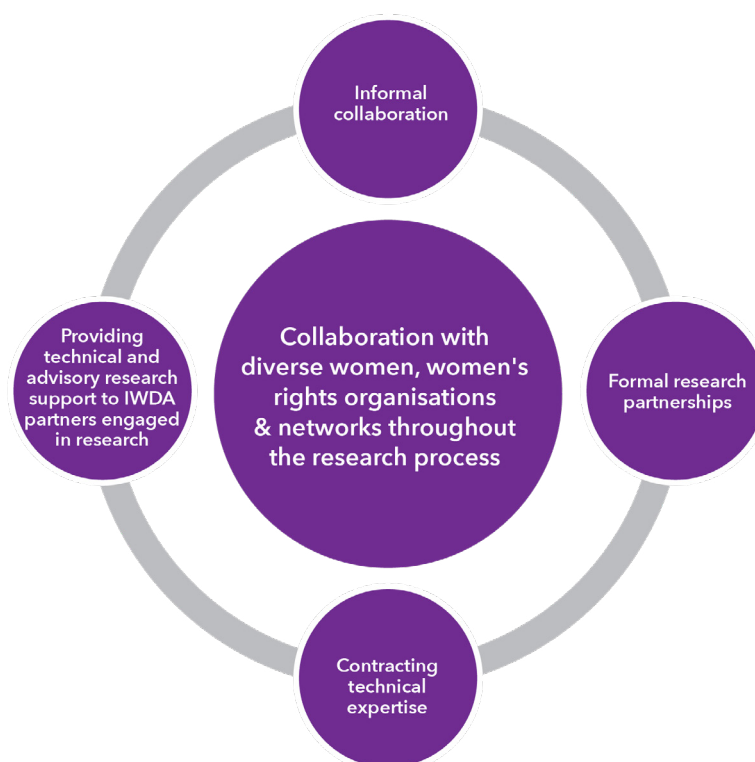 Informal
collaboration
Providing
technical and
advisory research
support to IWDA
partners engaged
in research
Collaboration with
diverse women, women's
rights organisations
& networks throughout
the research process
Formal research
partnerships
Contracting
technical
expertise